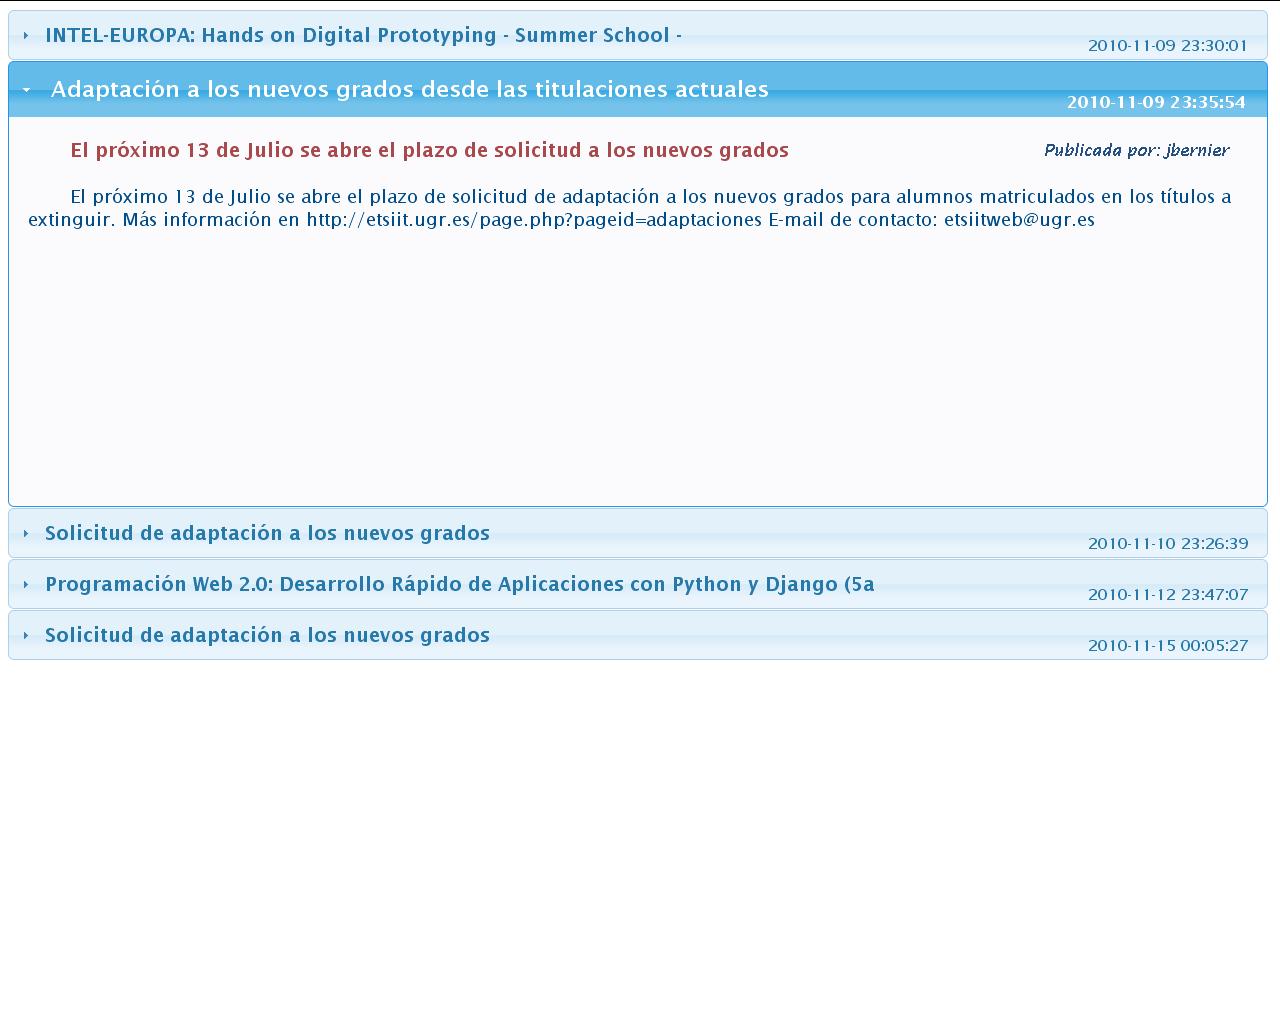 INTEL-EUROPA: Hands on Digital Prototyping - Summer School -
2010-11-09 23:30:01
Adaptación a los nuevos grados desde las titulaciones actuales
2010-11-09 23:35:54
El próximo 13 de Julio se abre el plazo de solicitud a los nuevos grados
Publicada por: jbernier
El próximo 13 de Julio se abre el plazo de solicitud de adaptación a los nuevos grados para alumnos matriculados en los títulos a
extinguir. Más información en http://etsiit.ugr.es/page.php?pageid=adaptaciones E-mail de contacto: etsiitweb@ugr.es
Solicitud de adaptación a los nuevos grados
2010-11-10 23:26:39
Programación Web 2.0: Desarrollo Rápido de Aplicaciones con Python y Django (5a
2010-11-12 23:47:07
Solicitud de adaptación a los nuevos grados
2010-11-15 00:05:27